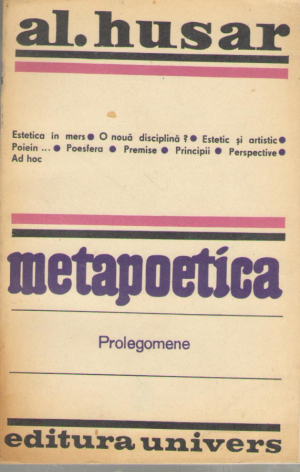 al. husar
Estetica în mers ● O nouă disciplină? ● Estetic și artistic ●
Poiein ... ● Poesfera ● Premise ● Principii ● Perspective ●
Ad hoc
metapoetica
Prolegomene
editura univers